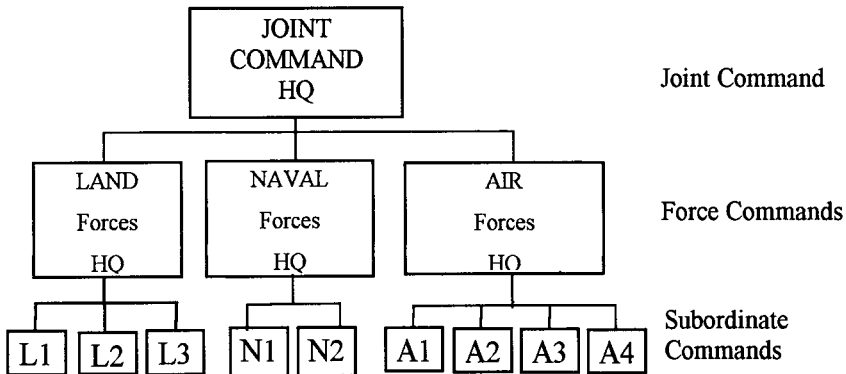 JOINT
COMMAND
HQ
Joint Command
LAND
Forces
HQ
NAVAL
Forces
HQ
AIR
Forces
HQ
Force Commands
L1 L2 L3 N1 N2 A1 A2 A3 A4
Subordinate
Commands